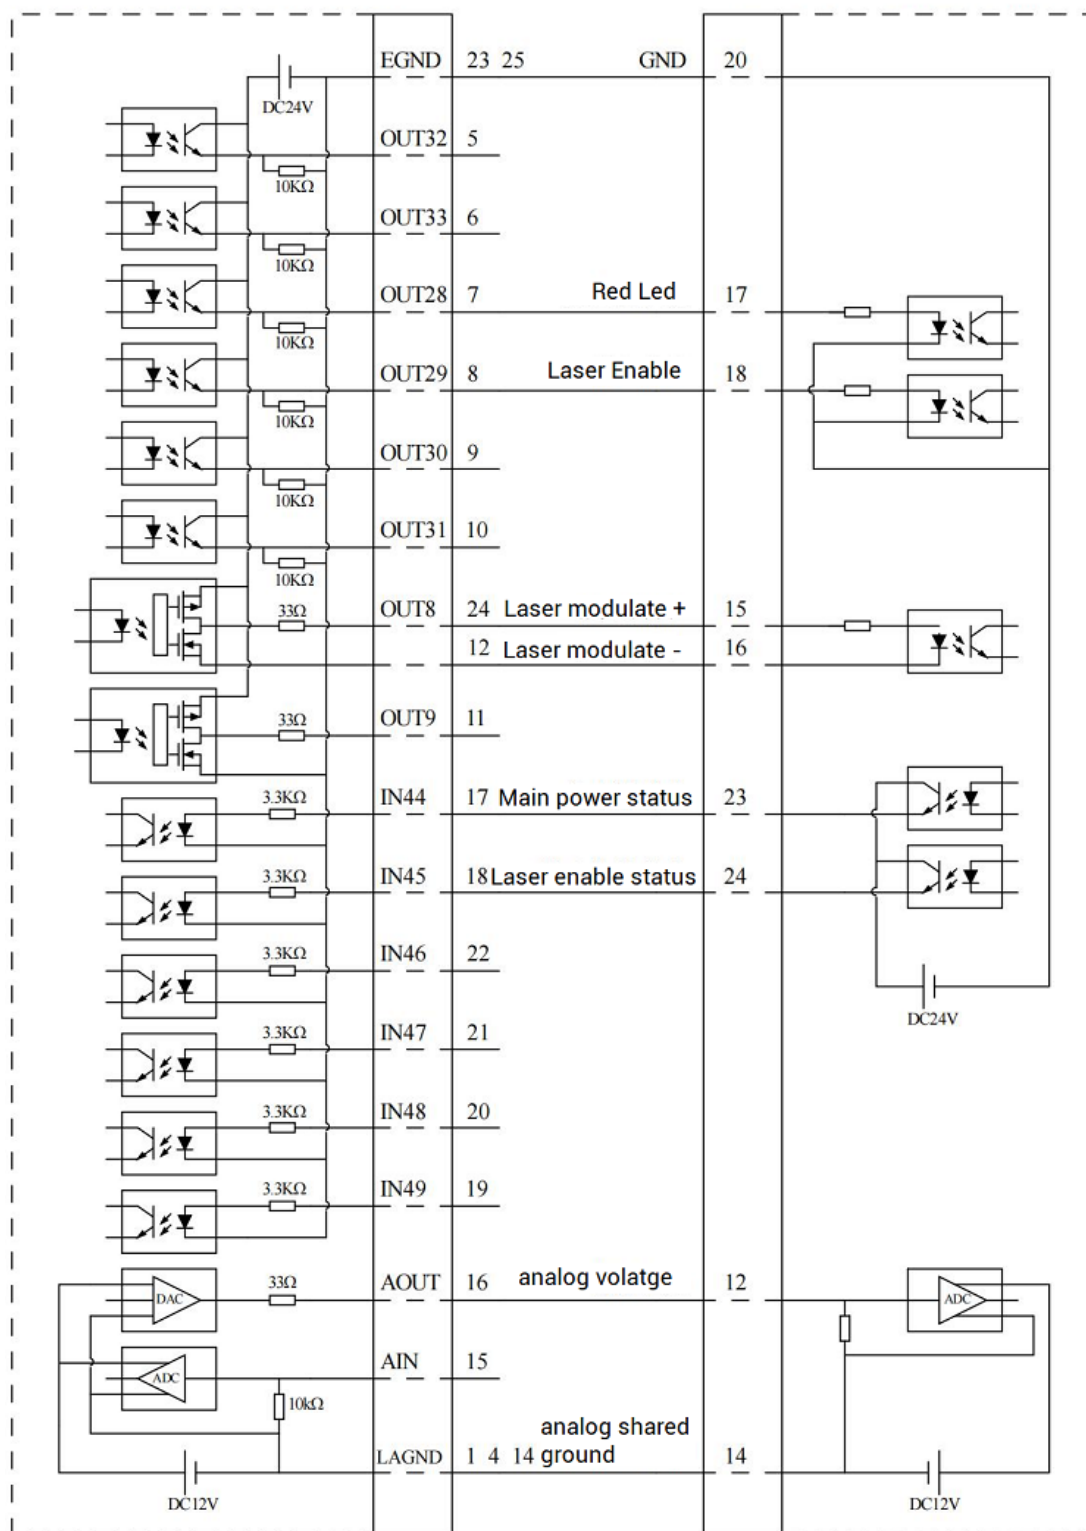 EGND 23 25 GND 20
DC24V
OUT32 5
10KΩ
OUT33 6
10KΩ
OUT28 7 Red Led 17
10KΩ
OUT29 8 Laser Enable 18
10KΩ
OUT30 9
10KΩ
OUT31 10
10KΩ
33Ω OUT8 24 Laser modulate + 15
12 Laser modulate - 16
33Ω OUT9 11
3.3KΩ IN44 17 Main power status 23
3.3KΩ IN45 18 Laser enable status 24
3.3KΩ IN46 22
DC24V
3.3KΩ IN47 21
3.3KΩ IN48 20
3.3KΩ IN49 19
33Ω AOUT 16 analog volatge 12
DAC ADC
AIN 15
ADC
10kΩ
analog shared
LAGND 1 4 14 ground 14
DC12V DC12V